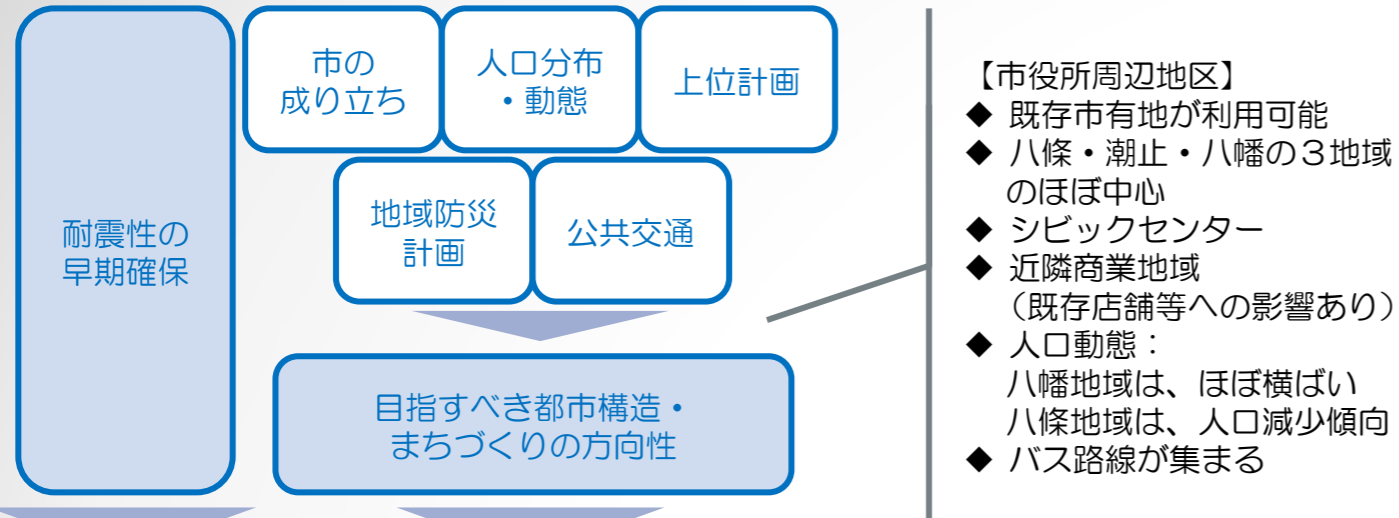 耐震性の
早期確保
市の
成り立ち
人口分布
・動態
上位計画
地域防災
計画
公共交通
目指すべき都市構造・
まちづくりの方向性
【市役所周辺地区】
◆ 既存市有地が利用可能
◆ 八條・潮止・八幡の３地域
のほぼ中心
◆ シビックセンター
◆ 近隣商業地域
（既存店舗等への影響あり）
◆ 人口動態：
八幡地域は、ほぼ横ばい
八條地域は、人口減少傾向
◆ バス路線が集まる